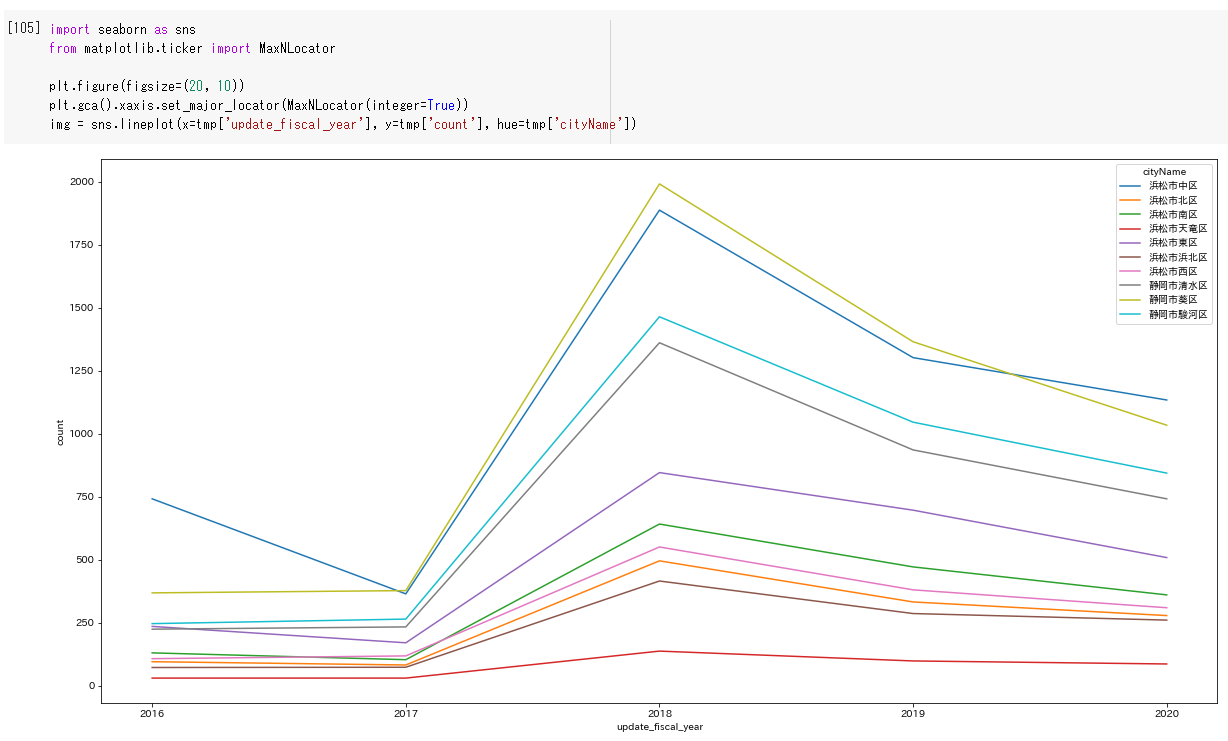 [105] import seaborn as sns
from matplotlib.ticker import MaxNLocator
plt.figure(figsize=(20, 10))
plt.gca().xaxis.set_major_locator(MaxNLocator(integer=True))
img = sns.lineplot(x=tmp['update_fiscal_year'], y=tmp['count'], hue=tmp['cityName'])
cityName
浜松市中区
浜松市北区
浜松市南区
浜松市天竜区
浜松市東区
浜松市浜北区
浜松市西区
静岡市清水区
静岡市葵区
静岡市駿河区
2000
1750
1500
1250
1000
750
500
250
0
count
2016 2017 2018 2019 2020
update_fiscal_year